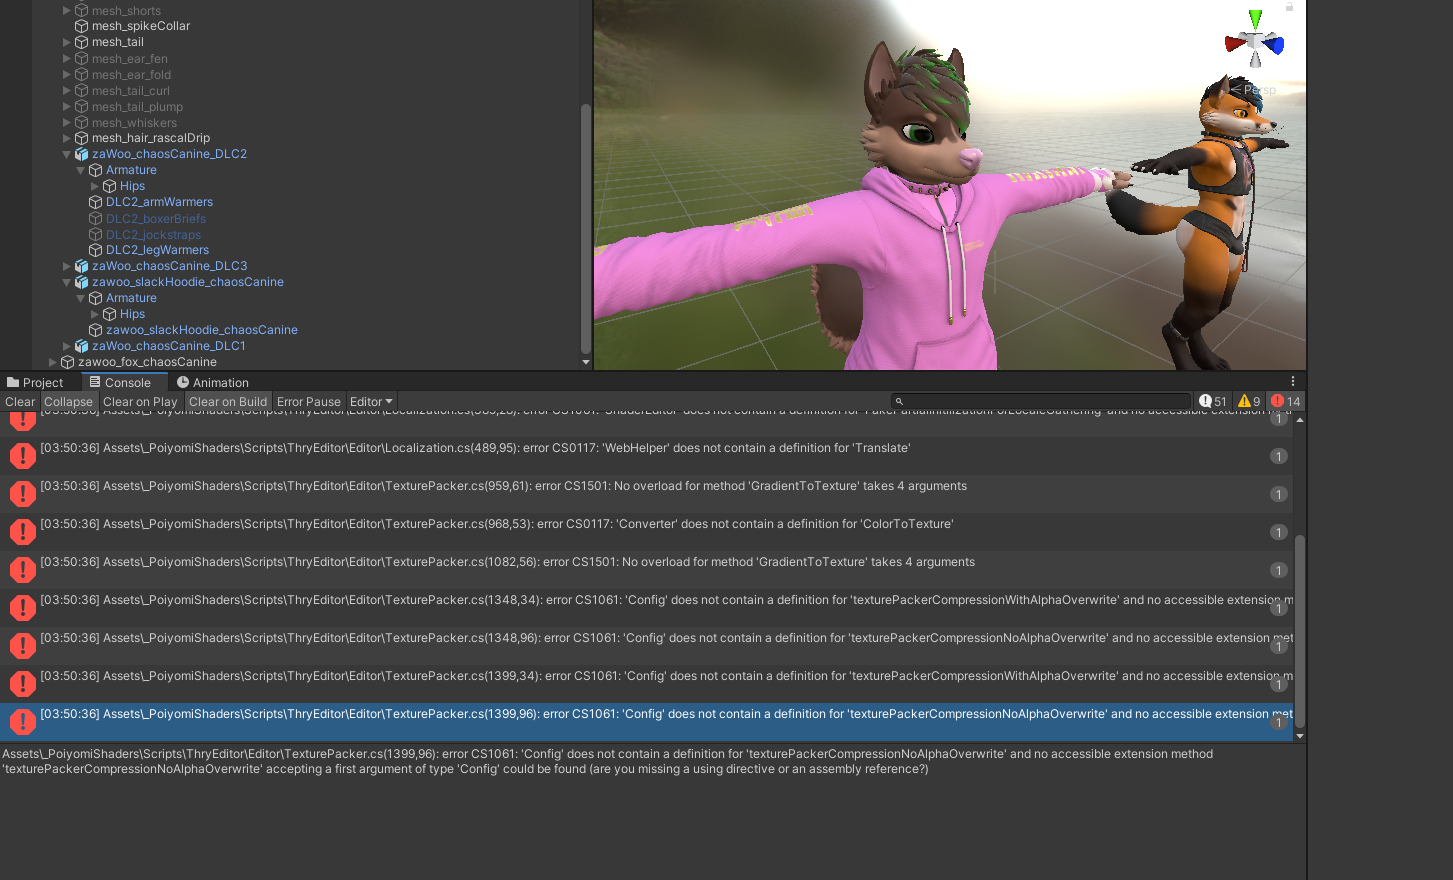 mesh_shorts
mesh_spikeCollar
mesh_tail
mesh_ear_fen
mesh_ear_fold
mesh_tail_curl
mesh_tail_plump
mesh_whiskers
mesh_hair_rascalDrip
zaWoo_chaosCanine_DLC2
Armature
Hips
DLC2_armWarmers
DLC2_boxerBriefs
DLC2_jockstraps
DLC2_legWarmers
zaWoo_chaosCanine_DLC3
zawoo_slackHoodie_chaosCanine
Armature
Hips
zawoo_slackHoodie_chaosCanine
zaWoo_chaosCanine_DLC1
zawoo_fox_chaosCanine
Persp
Project Console Animation
Clear Collapse Clear on Play Clear on Build Error Pause Editor 51 9 14
1
[03:50:36] Assets\_PoiyomiShaders\Scripts\ThryEditor\Editor\Localization.cs(489,95): error CS0117: 'WebHelper' does not contain a definition for 'Translate'
1
[03:50:36] Assets\_PoiyomiShaders\Scripts\ThryEditor\Editor\TexturePacker.cs(959,61): error CS1501: No overload for method 'GradientToTexture' takes 4 arguments
1
[03:50:36] Assets\_PoiyomiShaders\Scripts\ThryEditor\Editor\TexturePacker.cs(968,53): error CS0117: 'Converter' does not contain a definition for 'ColorToTexture'
1
[03:50:36] Assets\_PoiyomiShaders\Scripts\ThryEditor\Editor\TexturePacker.cs(1082,56): error CS1501: No overload for method 'GradientToTexture' takes 4 arguments
1
[03:50:36] Assets\_PoiyomiShaders\Scripts\ThryEditor\Editor\TexturePacker.cs(1348,34): error CS1061: 'Config' does not contain a definition for 'texturePackerCompressionWithAlphaOverwrite' and no accessible extension m
1
[03:50:36] Assets\_PoiyomiShaders\Scripts\ThryEditor\Editor\TexturePacker.cs(1348,96): error CS1061: 'Config' does not contain a definition for 'texturePackerCompressionNoAlphaOverwrite' and no accessible extension met
1
[03:50:36] Assets\_PoiyomiShaders\Scripts\ThryEditor\Editor\TexturePacker.cs(1399,34): error CS1061: 'Config' does not contain a definition for 'texturePackerCompressionWithAlphaOverwrite' and no accessible extension m
1
[03:50:36] Assets\_PoiyomiShaders\Scripts\ThryEditor\Editor\TexturePacker.cs(1399,96): error CS1061: 'Config' does not contain a definition for 'texturePackerCompressionNoAlphaOverwrite' and no accessible extension met
1
Assets\_PoiyomiShaders\Scripts\ThryEditor\Editor\TexturePacker.cs(1399,96): error CS1061: 'Config' does not contain a definition for 'texturePackerCompressionNoAlphaOverwrite' and no accessible extension method
'texturePackerCompressionNoAlphaOverwrite' accepting a first argument of type 'Config' could be found (are you missing a using directive or an assembly reference?)